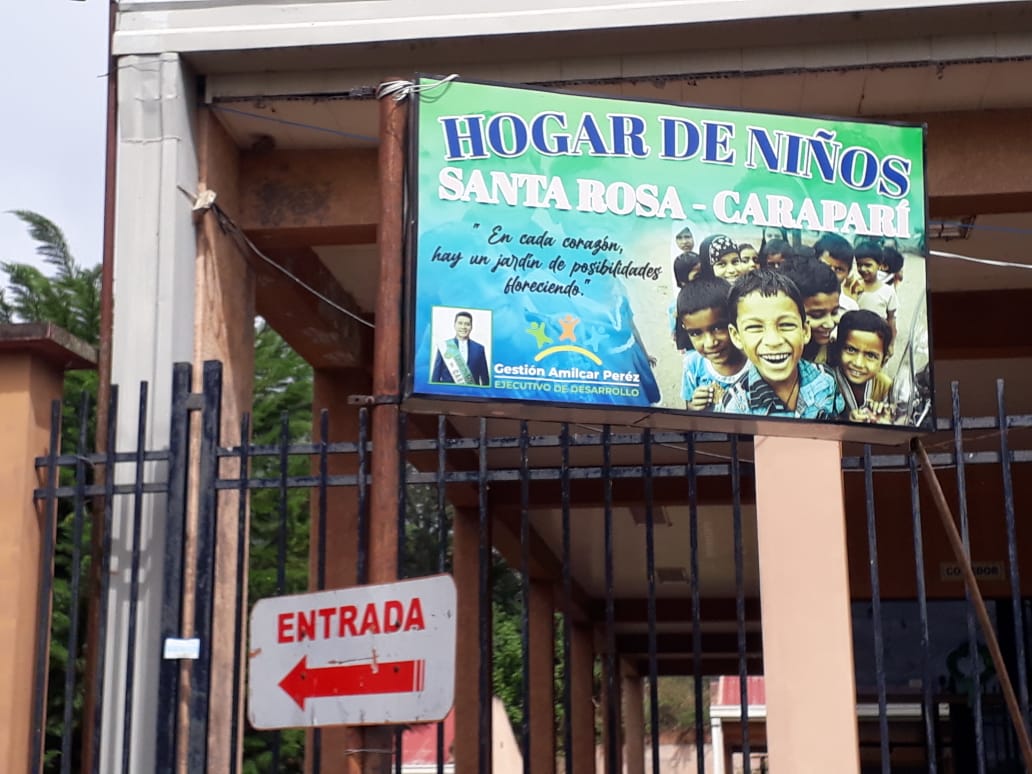 HOGAR DE NIÑOS
SANTA ROSA - CARAPARÍ
"En cada corazón,
hay un jardín de posibilidades
floreciendo."
Gestión Amilcar Peréz
EJECUTIVO DE DESARROLLO
ENTRADA